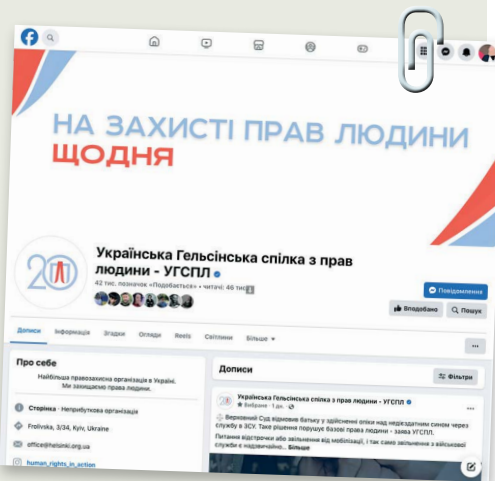 НА ЗАХИСТІ ПРАВ ЛЮДИНИ
ЩОДНЯ
20
Українська Гельсінська спілка з прав
людини - УГСПЛ
42 тис. позначок «Подобається» • читачі: 46 тис
Повідомлення
Вподобано
Пошук
Дописи Інформація Згадки Огляди Reels Світлини Більше
Про себе
Найбільша правозахисна організація в Україні.
Ми захищаємо права людини.
Сторінка · Неприбуткова організація
Frolivska, 3/34, Kyiv, Ukraine
office@helsinki.org.ua
human_rights_in_action
Дописи
Фільтри
Українська Гельсінська спілка з прав людини - УГСПЛ
Вибране · 1 дн.
Верховний Суд відмовив батьку у здійсненні опіки над недієздатним сином через
службу в ЗСУ. Таке рішення порушує базові права людини - заява УГСПЛ.
Питання відстрочки або звільнення від мобілізації, і так само звільнення з військової
служби є надзвичайно... Більше